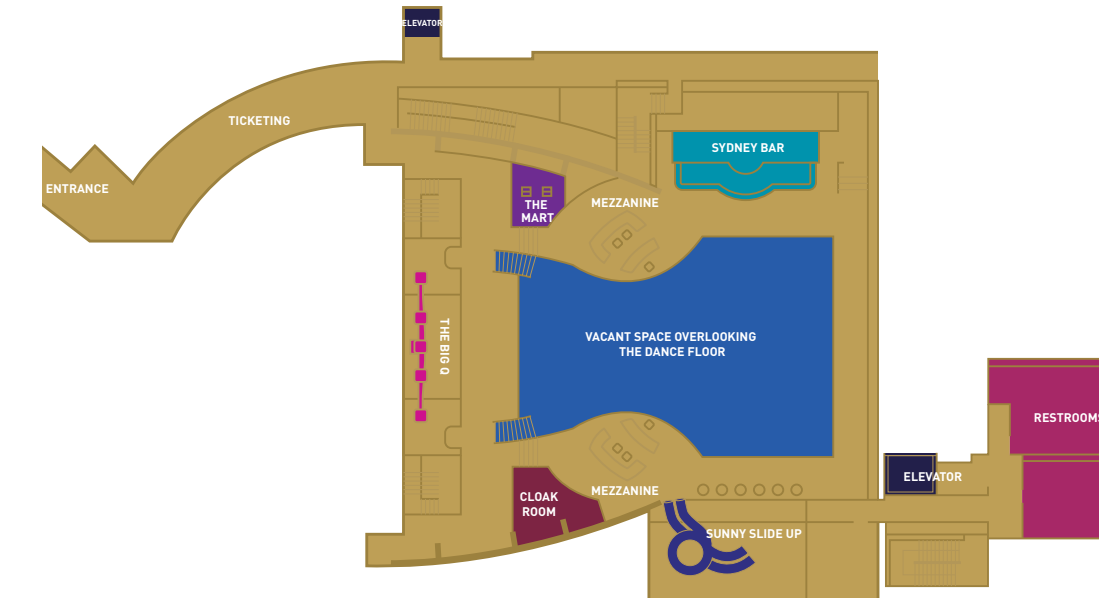 ELEVATOR
TICKETING
SYDNEY BAR
ENTRANCE
THE
MART
MEZZANINE
THE BIG Q
VACANT SPACE OVERLOOKING
THE DANCE FLOOR
RESTROOMS
ELEVATOR
MEZZANINE
CLOAK
ROOM
SUNNY SLIDE UP